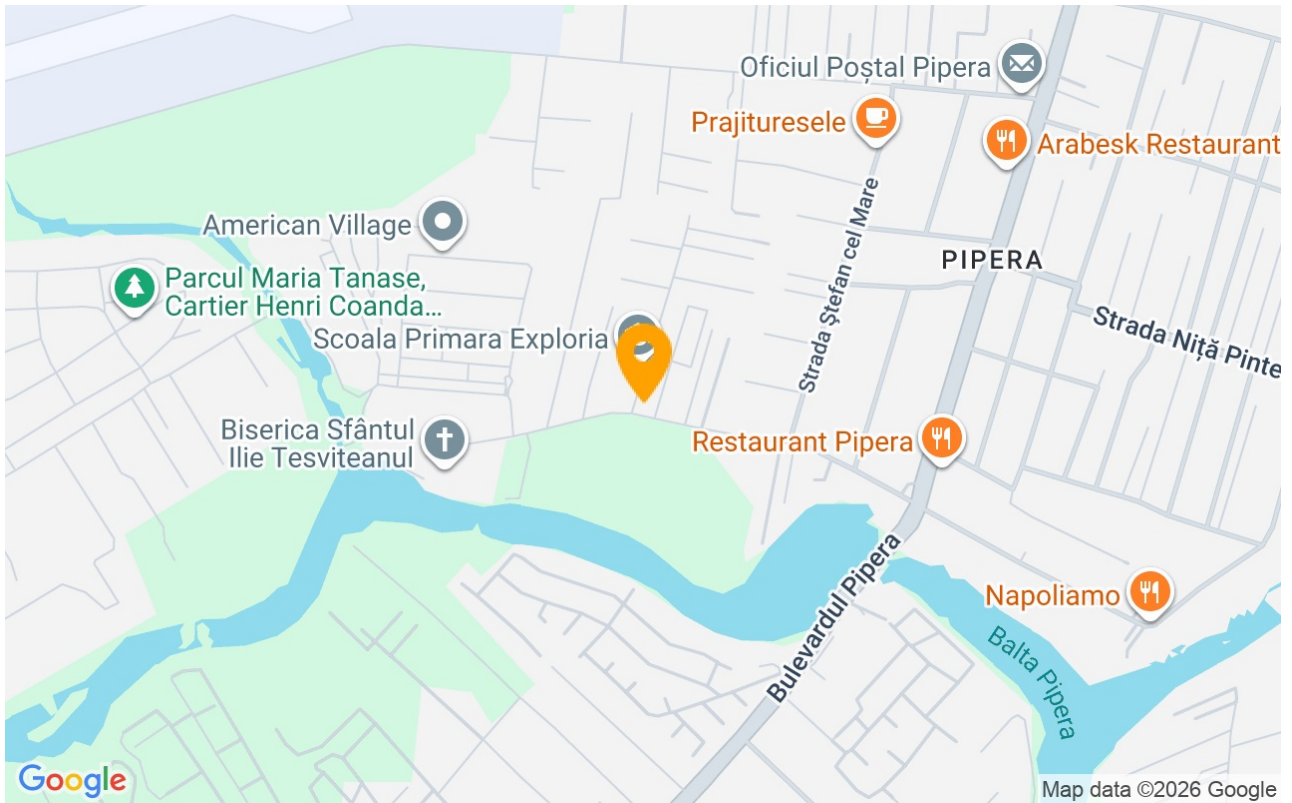 Oficiul Poștal Pipera
Prajituresele
Arabesk Restaurant
American Village
Strada Ștefan cel Mare
PIPERA
Parcul Maria Tanase,
Cartier Henri Coanda...
Scoala Primara Exploria
Strada Niță Pinte
Biserica Sfântul
Ilie Tesviteanul
Restaurant Pipera
Bulevardul Pipera
Napoliamo
Balta Pipera
Google
Map data ©2026 Google